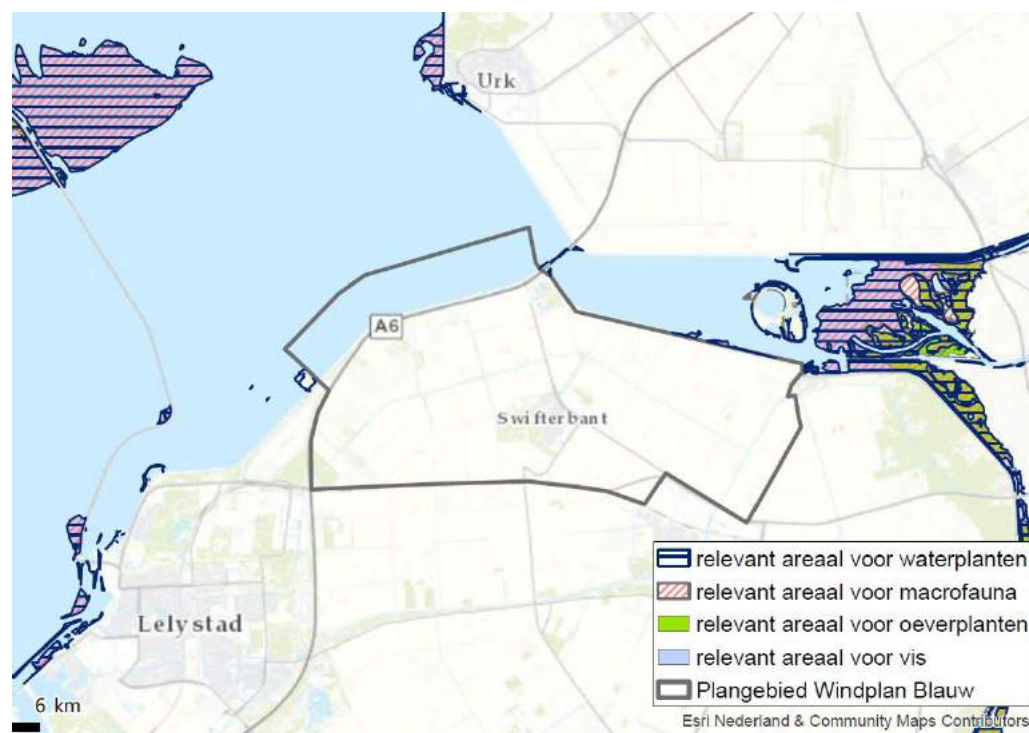 Urk
A6
Swifterbant
Lelystad
6 km
relevant areaal voor waterplanten
relevant areaal voor macrofauna
relevant areaal voor oeverplanten
relevant areaal voor vis
Plangebied Windplan Blauw
Esri Nederland & Community Maps Contributors